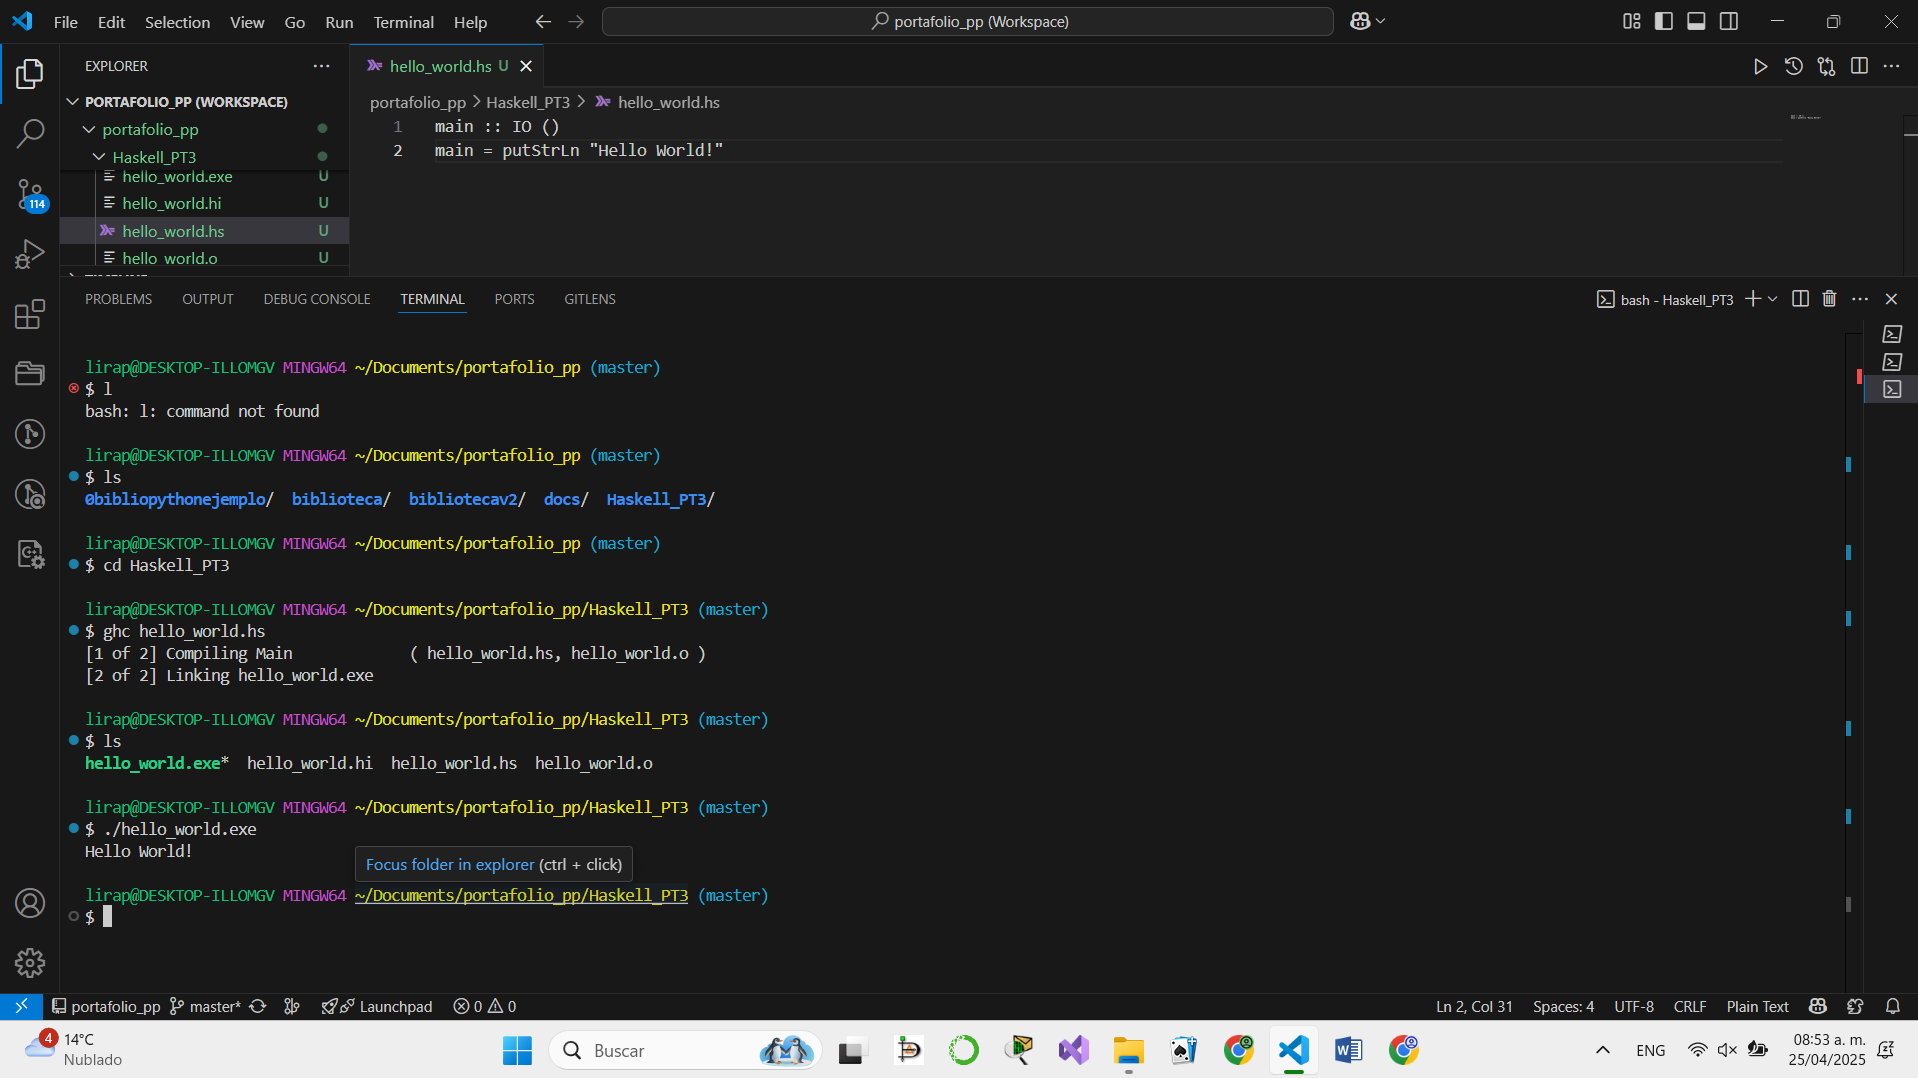 File Edit Selection View Go Run Terminal Help portafolio_pp (Workspace)
EXPLORER
hello_world.hs U
PORTAFOLIO_PP (WORKSPACE)
portafolio_pp
Haskell_PT3
hello_world.exe U
hello_world.hi U
hello_world.hs U
hello_world.o U
portafolio_pp > Haskell_PT3 > hello_world.hs
1 main :: IO ()
2 main = putStrLn "Hello World!"
114
PROBLEMS OUTPUT DEBUG CONSOLE TERMINAL PORTS GITLENS
bash - Haskell_PT3
lirap@DESKTOP-ILLOMGV MINGW64 ~/Documents/portafolio_pp (master)
$ l
bash: l: command not found
lirap@DESKTOP-ILLOMGV MINGW64 ~/Documents/portafolio_pp (master)
$ ls
0bibliopythonejemplo/ biblioteca/ bibliotecav2/ docs/ Haskell_PT3/
lirap@DESKTOP-ILLOMGV MINGW64 ~/Documents/portafolio_pp (master)
$ cd Haskell_PT3
lirap@DESKTOP-ILLOMGV MINGW64 ~/Documents/portafolio_pp/Haskell_PT3 (master)
$ ghc hello_world.hs
[1 of 2] Compiling Main ( hello_world.hs, hello_world.o )
[2 of 2] Linking hello_world.exe
lirap@DESKTOP-ILLOMGV MINGW64 ~/Documents/portafolio_pp/Haskell_PT3 (master)
$ ls
hello_world.exe* hello_world.hi hello_world.hs hello_world.o
lirap@DESKTOP-ILLOMGV MINGW64 ~/Documents/portafolio_pp/Haskell_PT3 (master)
$ ./hello_world.exe
Hello World!
Focus folder in explorer (ctrl + click)
lirap@DESKTOP-ILLOMGV MINGW64 ~/Documents/portafolio_pp/Haskell_PT3 (master)
$
portafolio_pp master* Launchpad 0 0 Ln 2, Col 31 Spaces: 4 UTF-8 CRLF Plain Text
4 14°C
Nublado
Buscar
ENG
08:53 a. m.
25/04/2025